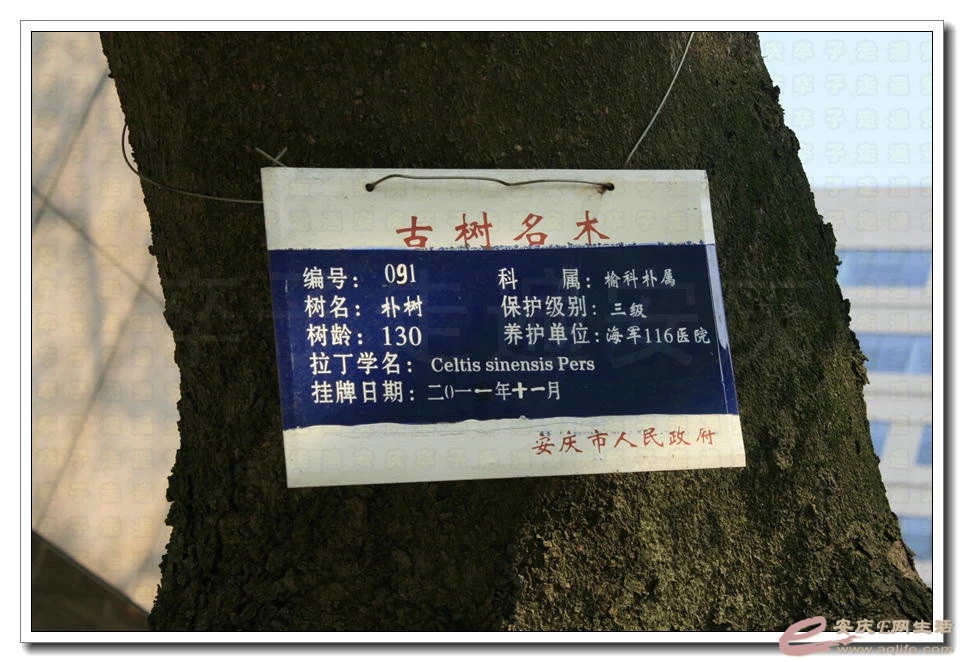 古树名木
编号： 091 科 属：榆科朴属
树名：朴树 保护级别：三级
树龄：130 养护单位：海军116医院
拉丁学名： Celtis sinensis Pers
挂牌日期：二0一一年十一月
安庆市人民政府
安庆E网生活
www.aqlife.com